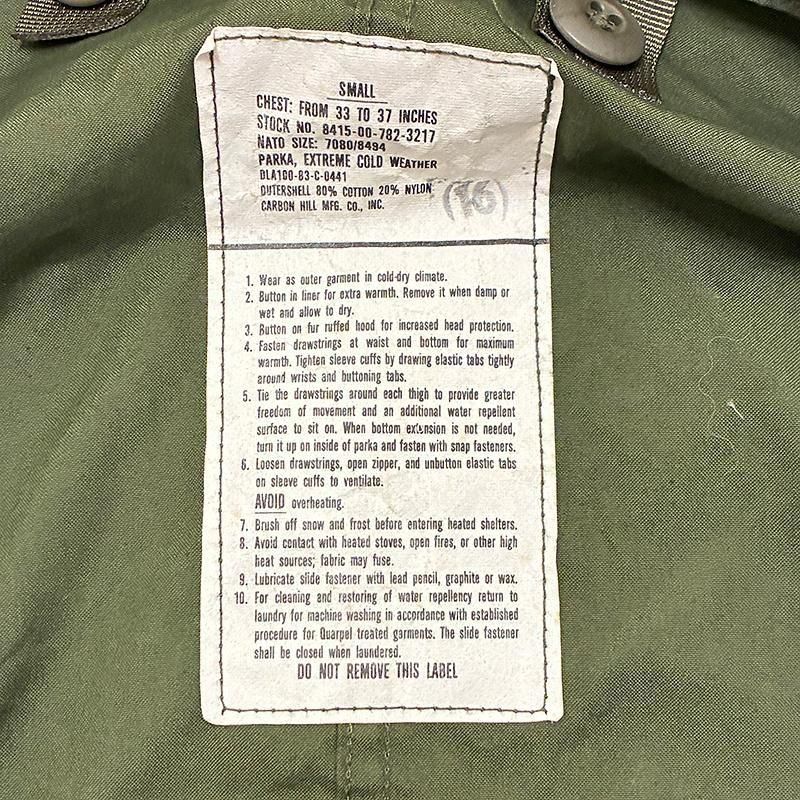 SMALL
CHEST: FROM 33 TO 37 INCHES
STOCK NO. 8415-00-782-3217
NATO SIZE: 7080/8494
PARKA, EXTREME COLD WEATHER
DLA100-83-C-0441
OUTERSHELL 80% COTTON 20% NYLON
CARBON HILL MFG. CO., INC.
(16)
1. Wear as outer garment in cold-dry climate.
2. Button in liner for extra warmth. Remove it when damp or
wet and allow to dry.
3. Button on fur ruffed hood for increased head protection.
4. Fasten drawstrings at waist and bottom for maximum
warmth. Tighten sleeve cuffs by drawing elastic tabs tightly
around wrists and buttoning tabs.
5. Tie the drawstrings around each thigh to provide greater
freedom of movement and an additional water repellent
surface to sit on. When bottom extension is not needed,
turn it up on inside of parka and fasten with snap fasteners.
6. Loosen drawstrings, open zipper, and unbutton elastic tabs
on sleeve cuffs to ventilate.
AVOID overheating.
7. Brush off snow and frost before entering heated shelters.
8. Avoid contact with heated stoves, open fires, or other high
heat sources; fabric may fuse.
9. Lubricate slide fastener with lead pencil, graphite or wax.
10. For cleaning and restoring of water repellency return to
laundry for machine washing in accordance with established
procedure for Quarpel treated garments. The slide fastener
shall be closed when laundered.
DO NOT REMOVE THIS LABEL